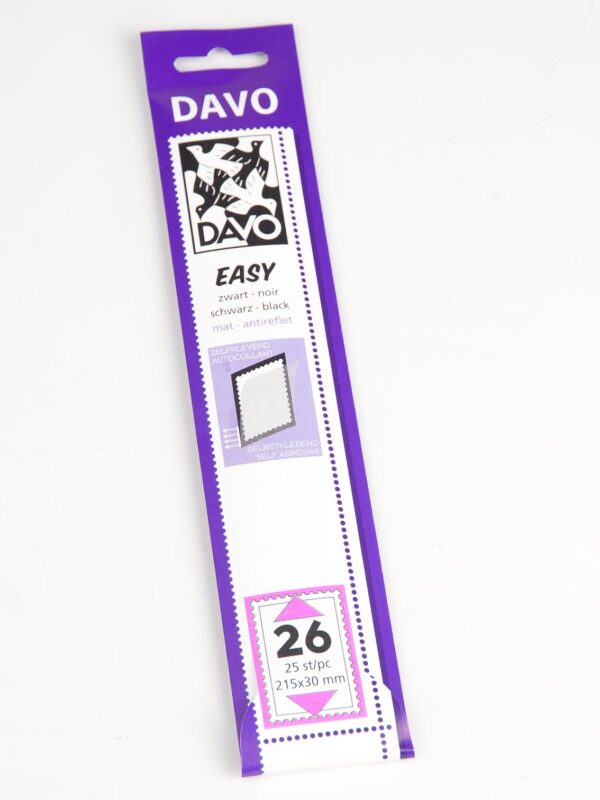 DAVO
DAVO
EASY
zwart - noir
schwarz - black
mat - antireflet
ZELFKLEVEND
AUTOCOLLANT
SELBSTKLEBEND
SELF ADHESIVE
26
25 st/pc
215x30 mm